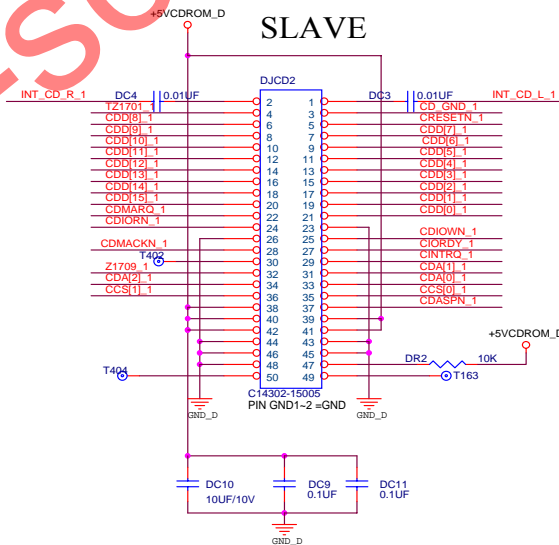 +5VCDROM_D
SLAVE
DJCD2
INT_CD_R_1 DC4 0.01UF 2 1 DC3 0.01UF INT_CD_L_1
TZ1701_1 4 3 CD_GND_1
CDD[8]_1 6 5 CRESETN_1
CDD[9]_1 8 7 CDD[7]_1
CDD[10]_1 10 9 CDD[6]_1
CDD[11]_1 12 11 CDD[5]_1
CDD[12]_1 14 13 CDD[4]_1
CDD[13]_1 16 15 CDD[3]_1
CDD[14]_1 18 17 CDD[2]_1
CDD[15]_1 20 19 CDD[1]_1
CDMARQ_1 22 21 CDD[0]_1
CDIORN_1 24 23
26 25 CDIOWN_1
CDMACKN_1 28 27 CIORDY_1
T402 30 29 CINTRQ_1
32 31 CDA[1]_1
Z1709_1 34 33 CDA[0]_1
CDA[2]_1 36 35 CCS[0]_1
CCS[1]_1 38 37 CDASPN_1
40 39
42 41
44 43 +5VCDROM_D
46 45
48 47 DR2 10K
T404 50 49 T163
C14302-15005
PIN GND1~2 =GND
GND_D GND_D
DC10 DC9 DC11
10UF/10V 0.1UF 0.1UF
GND_D